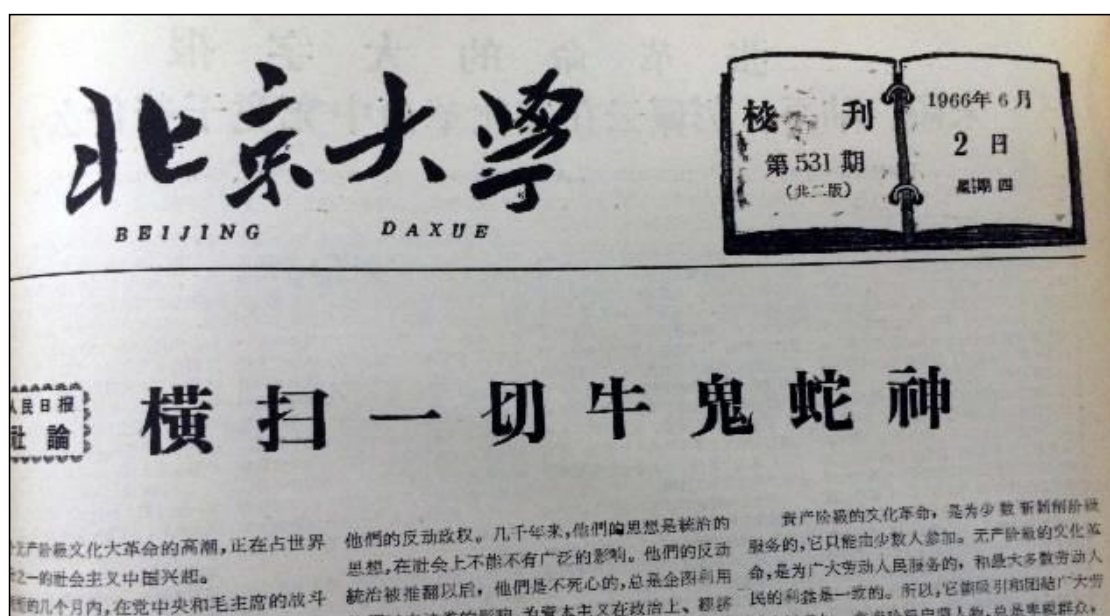 北京大學
BEIJING DAXUE
校刊
第531期
(共二版)
1966年6月
2日
星期四
人民日报
社論
橫扫一切牛鬼蛇神
无产阶級文化大革命的高潮,正在占世界
之一的社会主义中国兴起。
的几个月内,在党中央和毛主席的战斗
他們的反动政权。几千年来,他們的思想是統治的
思想,在社会上不能不有广泛的影响。他們的反动
統治被推翻以后,他們是不死心的,总是企图利用
資产阶級的文化革命,是为少数新剝削阶級
服务的,它只能由少数人参加。无产阶級的文化革
命,是为广大劳动人民服务的,和最大多数劳动人
民的利益是一致的。所以,它能吸引和团結广大劳